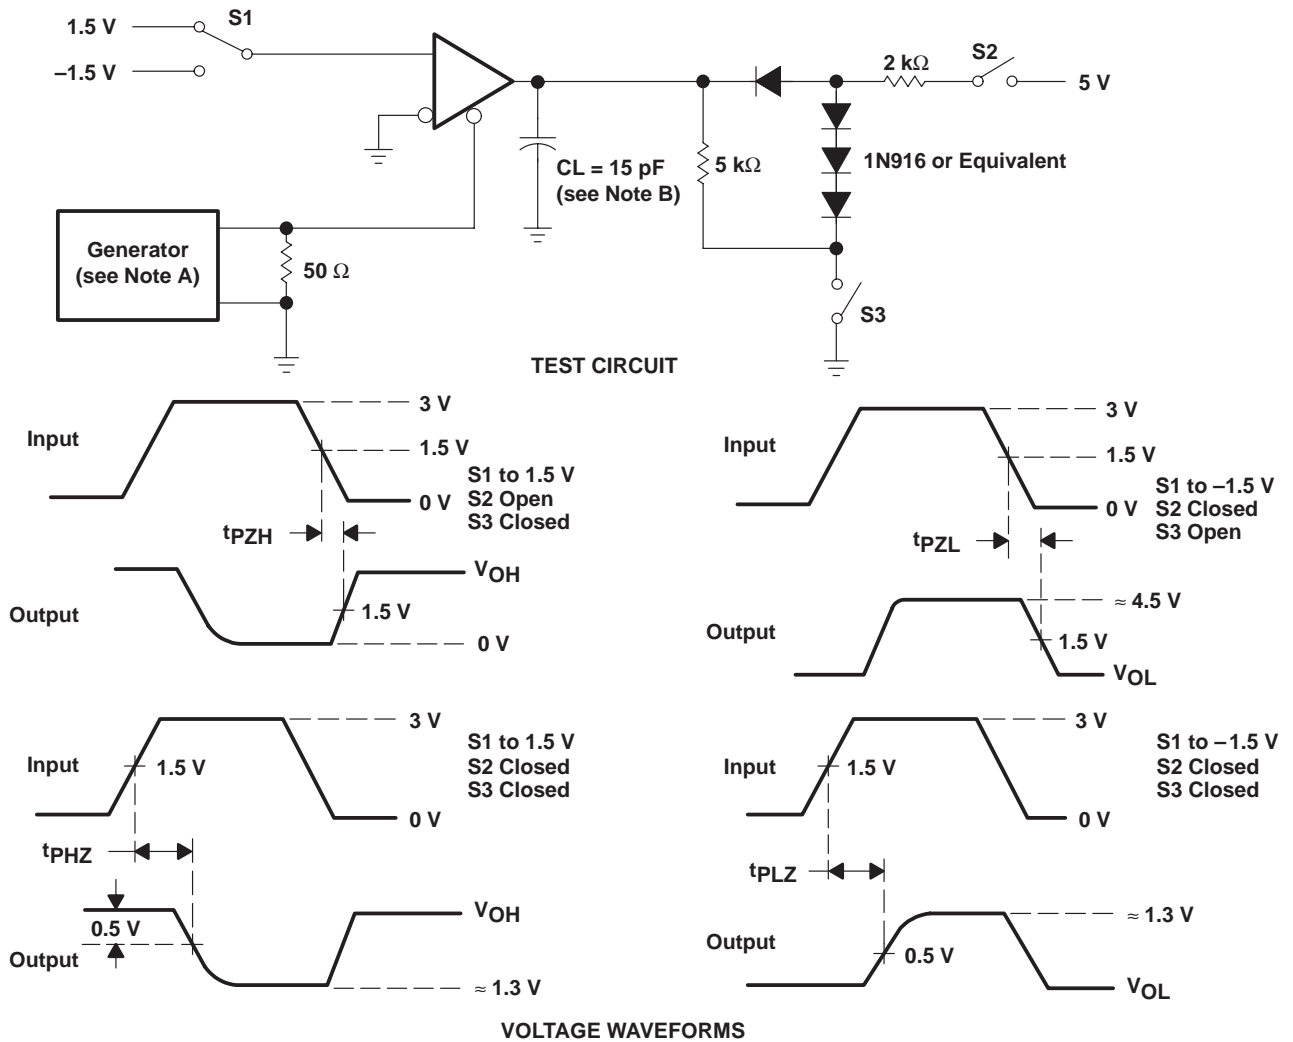 1.5 V
S1
–1.5 V
S2
2 kΩ
5 V
CL = 15 pF
(see Note B)
5 kΩ
1N916 or Equivalent
Generator
(see Note A)
50 Ω
S3
TEST CIRCUIT
Input
3 V
1.5 V
0 V
S1 to 1.5 V
S2 Open
S3 Closed
tPZH
Output
VOH
1.5 V
0 V
Input
3 V
1.5 V
0 V
S1 to –1.5 V
S2 Closed
S3 Open
tPZL
Output
≈ 4.5 V
1.5 V
VOL
Input
3 V
1.5 V
0 V
S1 to 1.5 V
S2 Closed
S3 Closed
tPHZ
0.5 V
Output
VOH
≈ 1.3 V
Input
3 V
1.5 V
0 V
S1 to –1.5 V
S2 Closed
S3 Closed
tPLZ
Output
≈ 1.3 V
0.5 V
VOL
VOLTAGE WAVEFORMS